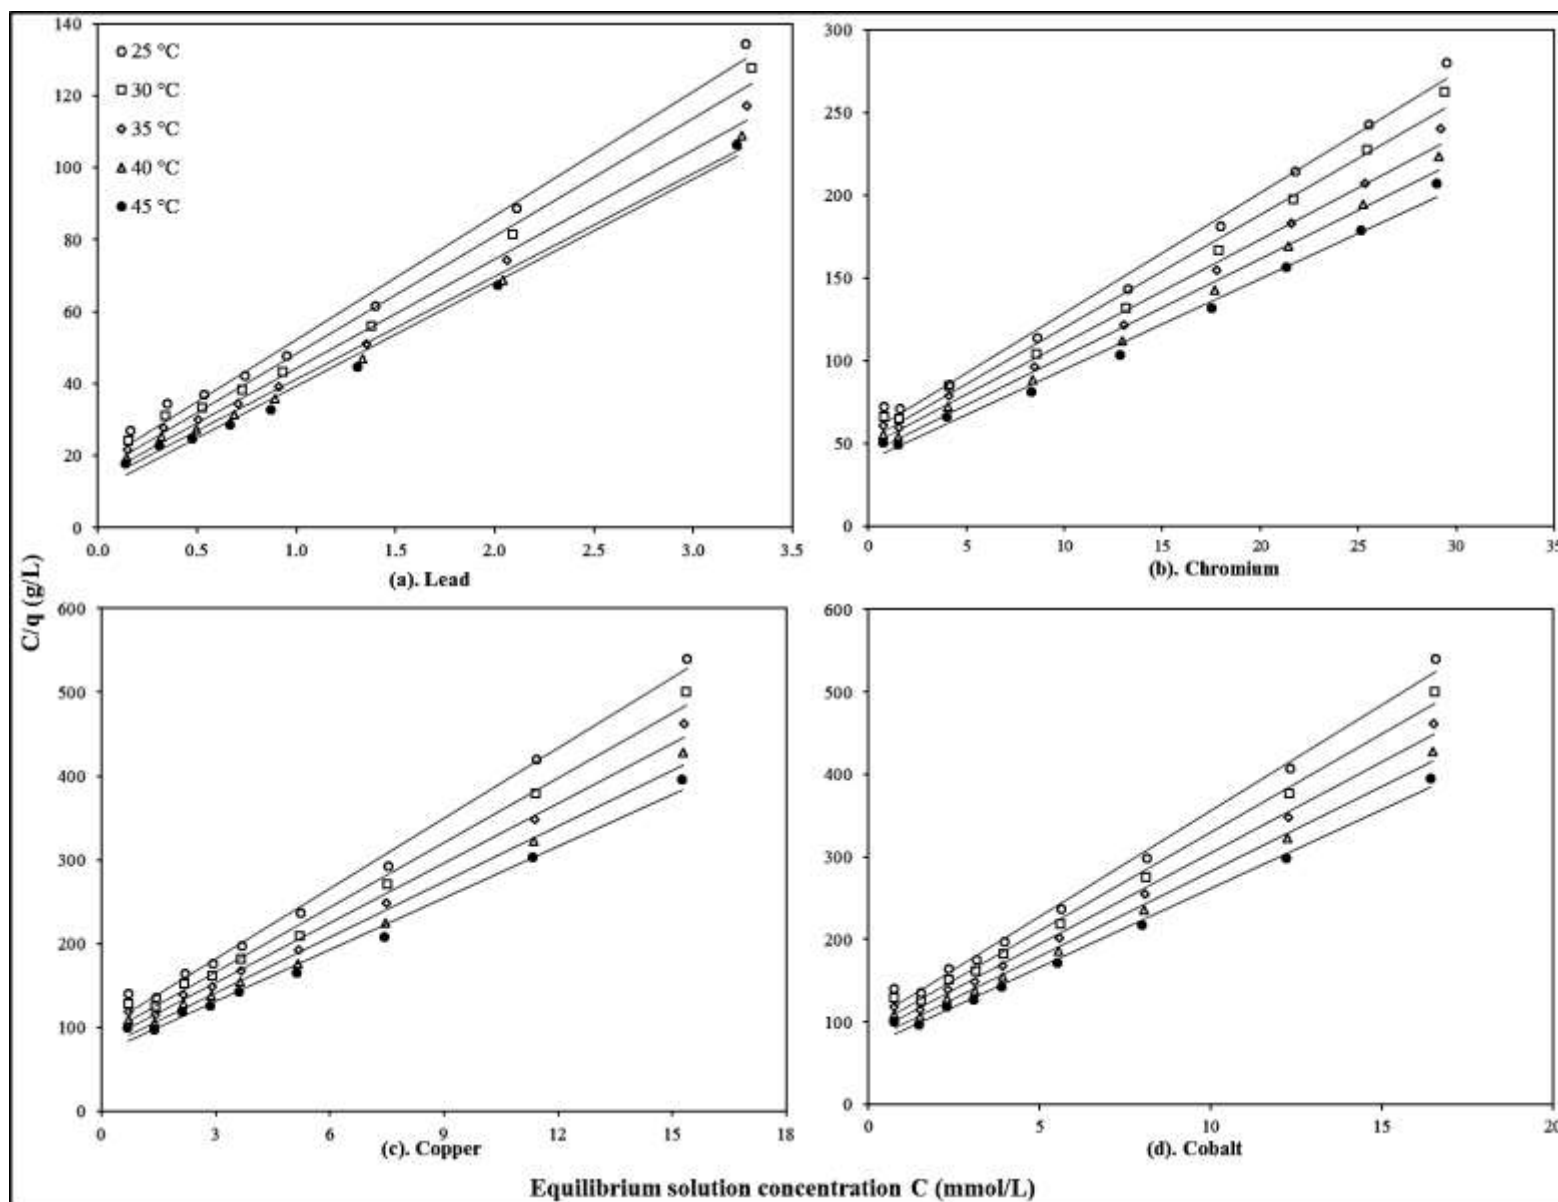 140
120
100
80
60
40
20
0
0.0 0.5 1.0 1.5 2.0 2.5 3.0 3.5
25 °C
30 °C
35 °C
40 °C
45 °C
(a). Lead
300
250
200
150
100
50
0
0 5 10 15 20 25 30 35
(b). Chromium
C/q (g/L)
600
500
400
300
200
100
0
0 3 6 9 12 15 18
(c). Copper
600
500
400
300
200
100
0
0 5 10 15 20
(d). Cobalt
Equilibrium solution concentration C (mmol/L)